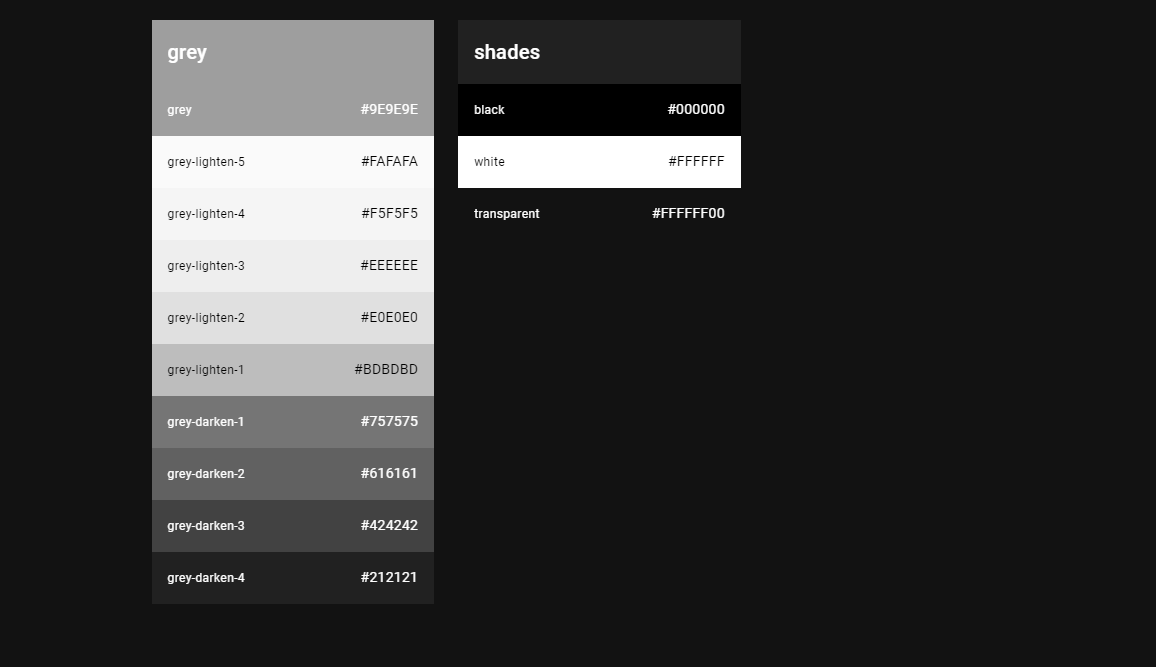 grey
grey #9E9E9E
grey-lighten-5 #FAFAFA
grey-lighten-4 #F5F5F5
grey-lighten-3 #EEEEEE
grey-lighten-2 #E0E0E0
grey-lighten-1 #BDBDBD
grey-darken-1 #757575
grey-darken-2 #616161
grey-darken-3 #424242
grey-darken-4 #212121
shades
black #000000
white #FFFFFF
transparent #FFFFFF00